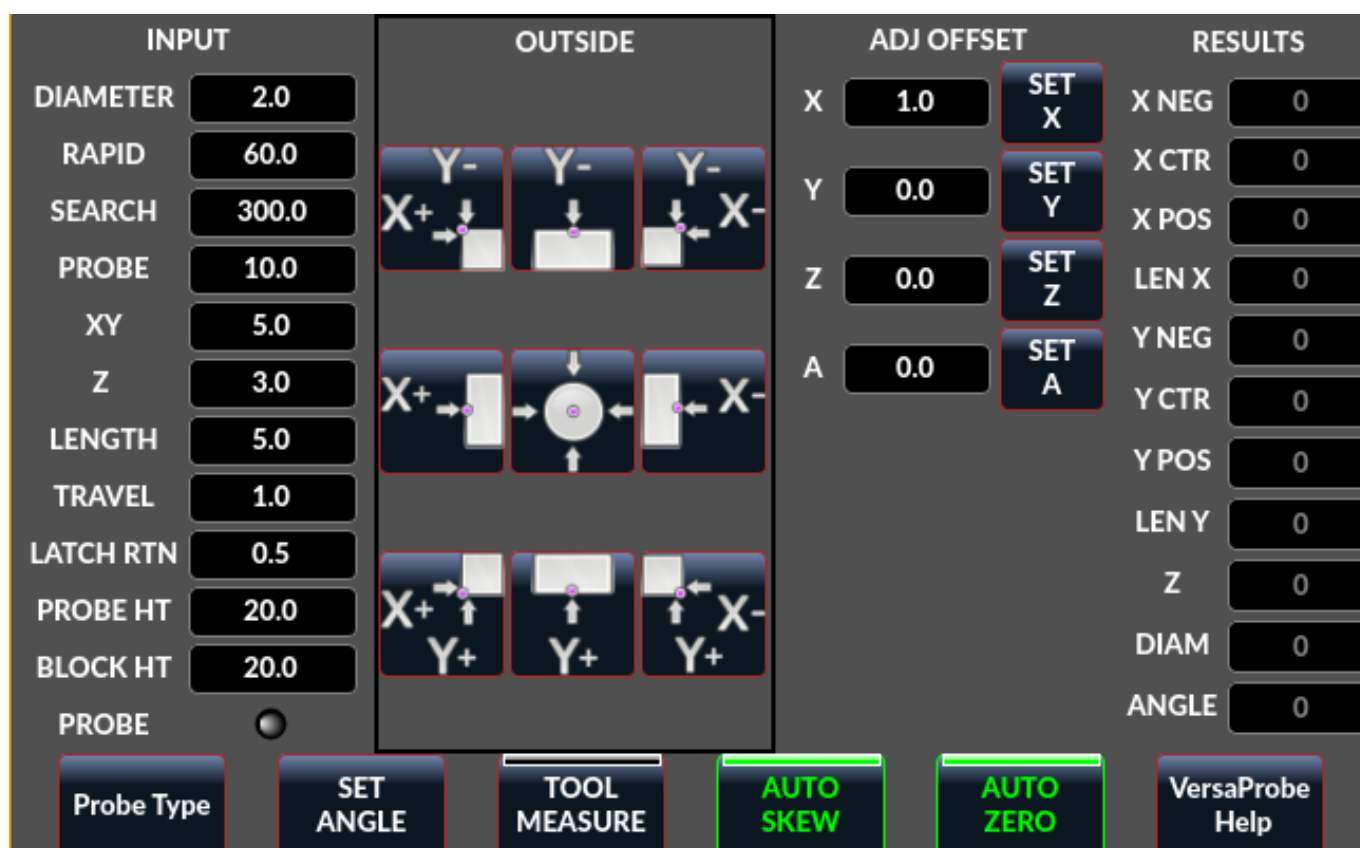 INPUT
DIAMETER 2.0
RAPID 60.0
SEARCH 300.0
PROBE 10.0
XY 5.0
Z 3.0
LENGTH 5.0
TRAVEL 1.0
LATCH RTN 0.5
PROBE HT 20.0
BLOCK HT 20.0
PROBE
OUTSIDE
Y- Y- Y-
X+ X-
X+ X-
X+ X-
Y+ Y+ Y+
ADJ OFFSET
X 1.0 SET
X
Y 0.0 SET
Y
Z 0.0 SET
Z
A 0.0 SET
A
RESULTS
X NEG 0
X CTR 0
X POS 0
LEN X 0
Y NEG 0
Y CTR 0
Y POS 0
LEN Y 0
Z 0
DIAM 0
ANGLE 0
Probe Type
SET
ANGLE
TOOL
MEASURE
AUTO
SKEW
AUTO
ZERO
VersaProbe
Help